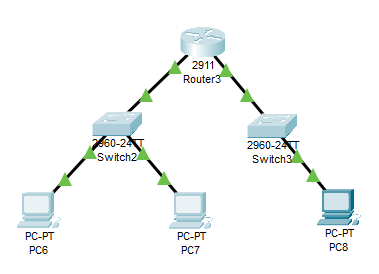 2911
Router3
2960-24TT
Switch2
2960-24TT
Switch3
PC-PT
PC6
PC-PT
PC7
PC-PT
PC8